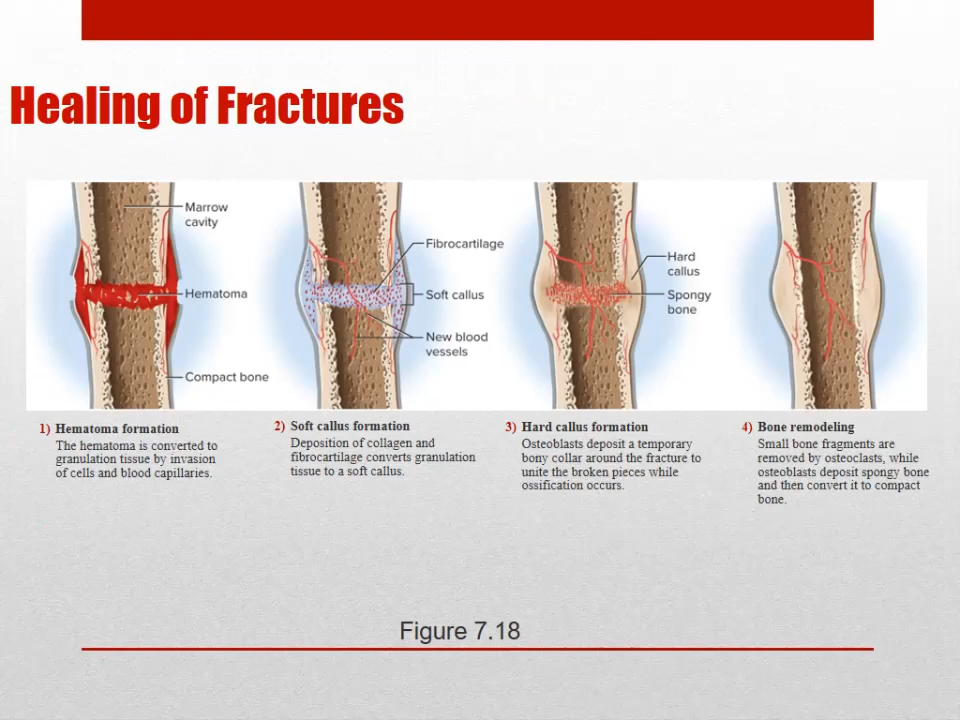 Healing of Fractures
Marrow
cavity
Hematoma
Compact bone
Fibrocartilage
Soft callus
New blood
vessels
Hard
callus
Spongy
bone
1) Hematoma formation
The hematoma is converted to
granulation tissue by invasion
of cells and blood capillaries.
2) Soft callus formation
Deposition of collagen and
fibrocartilage converts granulation
tissue to a soft callus.
3) Hard callus formation
Osteoblasts deposit a temporary
bony collar around the fracture to
unite the broken pieces while
ossification occurs.
4) Bone remodeling
Small bone fragments are
removed by osteoclasts, while
osteoblasts deposit spongy bone
and then convert it to compact
bone.
Figure 7.18